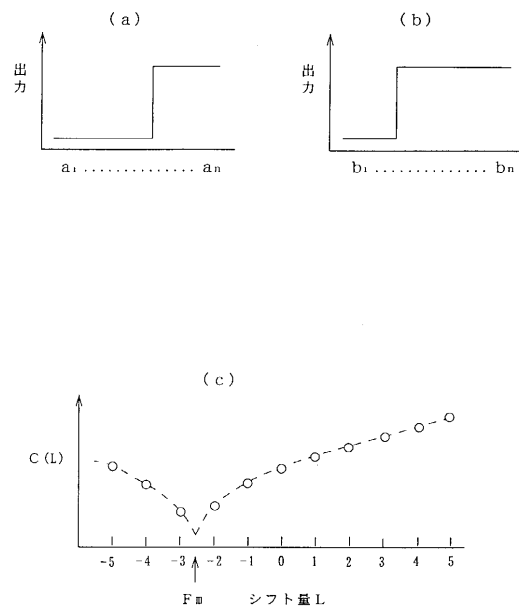 (a)
(b)
出力
出力
a₁ .............. an
b₁ .............. bn
(c)
C(L)
-5 -4 -3 -2 -1 0 1 2 3 4 5
Fm シフト量L